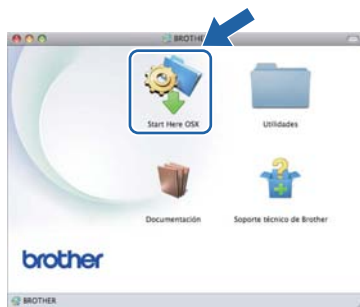 BROTHER
Start Here OSX
Utilidades
Documentación
Soporte técnico de Brother
brother
BROTHER